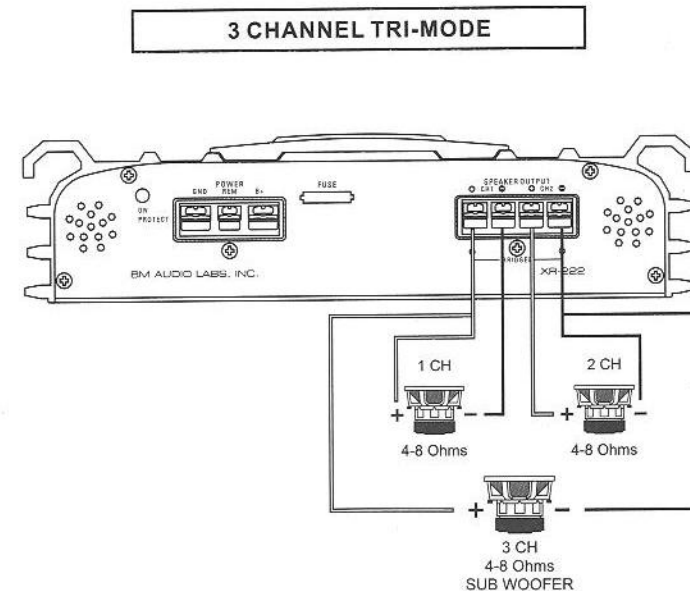 3 CHANNEL TRI-MODE
POWER
GND REM B+
FUSE
SPEAKER OUTPUT
CH1 CH2
ON
PROTECT
BRIDGE
BM AUDIO LABS, INC.
XR-222
1 CH
2 CH
+ -
+ -
4-8 Ohms
4-8 Ohms
+ -
3 CH
4-8 Ohms
SUB WOOFER